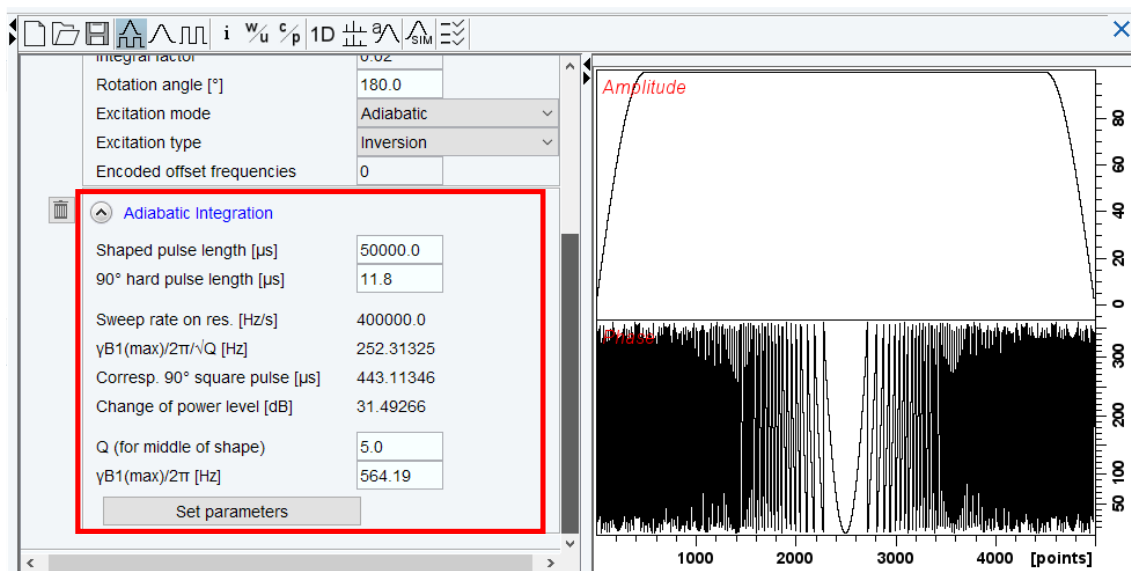 i w/u c/p 1D a SIM
Integral factor 0.02
Rotation angle [°] 180.0
Excitation mode Adiabatic
Excitation type Inversion
Encoded offset frequencies 0
Adiabatic Integration
Shaped pulse length [µs] 50000.0
90° hard pulse length [µs] 11.8
Sweep rate on res. [Hz/s] 400000.0
γB1(max)/2π/√Q [Hz] 252.31325
Corresp. 90° square pulse [µs] 443.11346
Change of power level [dB] 31.49266
Q (for middle of shape) 5.0
γB1(max)/2π [Hz] 564.19
Set parameters
Amplitude
80
60
40
20
0
Phase
300
200
100
50
1000 2000 3000 4000 [points]